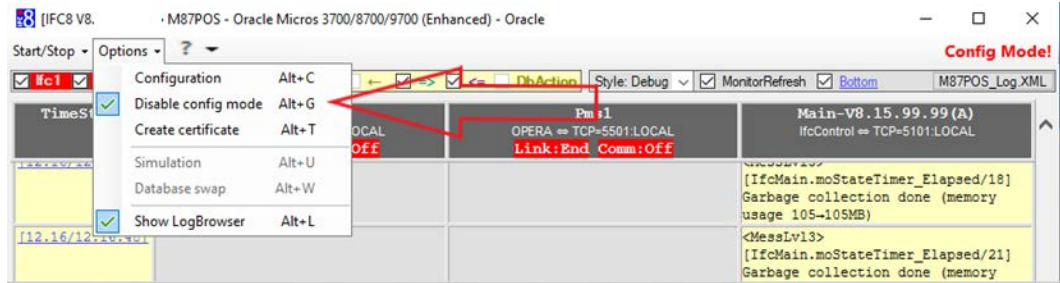 [IFC8 V8. · M87POS - Oracle Micros 3700/8700/9700 (Enhanced) - Oracle
Start/Stop Options ? Config Mode!
Ifc1 ← => <= DbAction Style: Debug MonitorRefresh Bottom M87POS_Log.XML
Configuration Alt+C
Disable config mode Alt+G
Create certificate Alt+T
Simulation Alt+U
Database swap Alt+W
Show LogBrowser Alt+L
TimeSt Pms1 Main-V8.15.99.99(A)
OCAL OPERA ⇔ TCP=5501:LOCAL IfcControl ⇔ TCP=5101:LOCAL
Off Link:End Comm:Off
[IfcMain.moStateTimer_Elapsed/18]
Garbage collection done (memory
usage 105→105MB)
<MessLvl3>
[IfcMain.moStateTimer_Elapsed/21]
Garbage collection done (memory